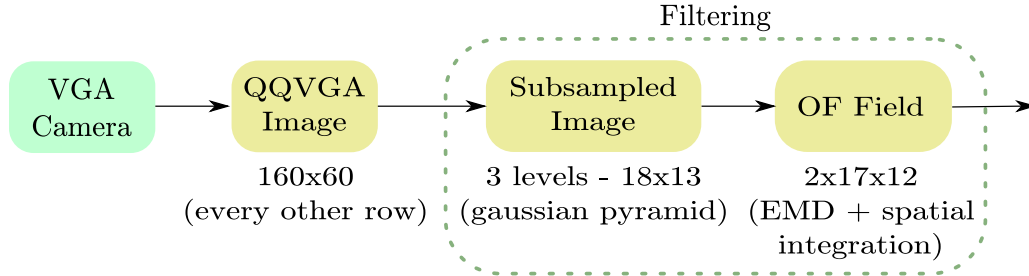 Filtering
VGA
Camera
QQVGA
Image
160x60
(every other row)
Subsampled
Image
3 levels - 18x13
(gaussian pyramid)
OF Field
2x17x12
(EMD + spatial
integration)